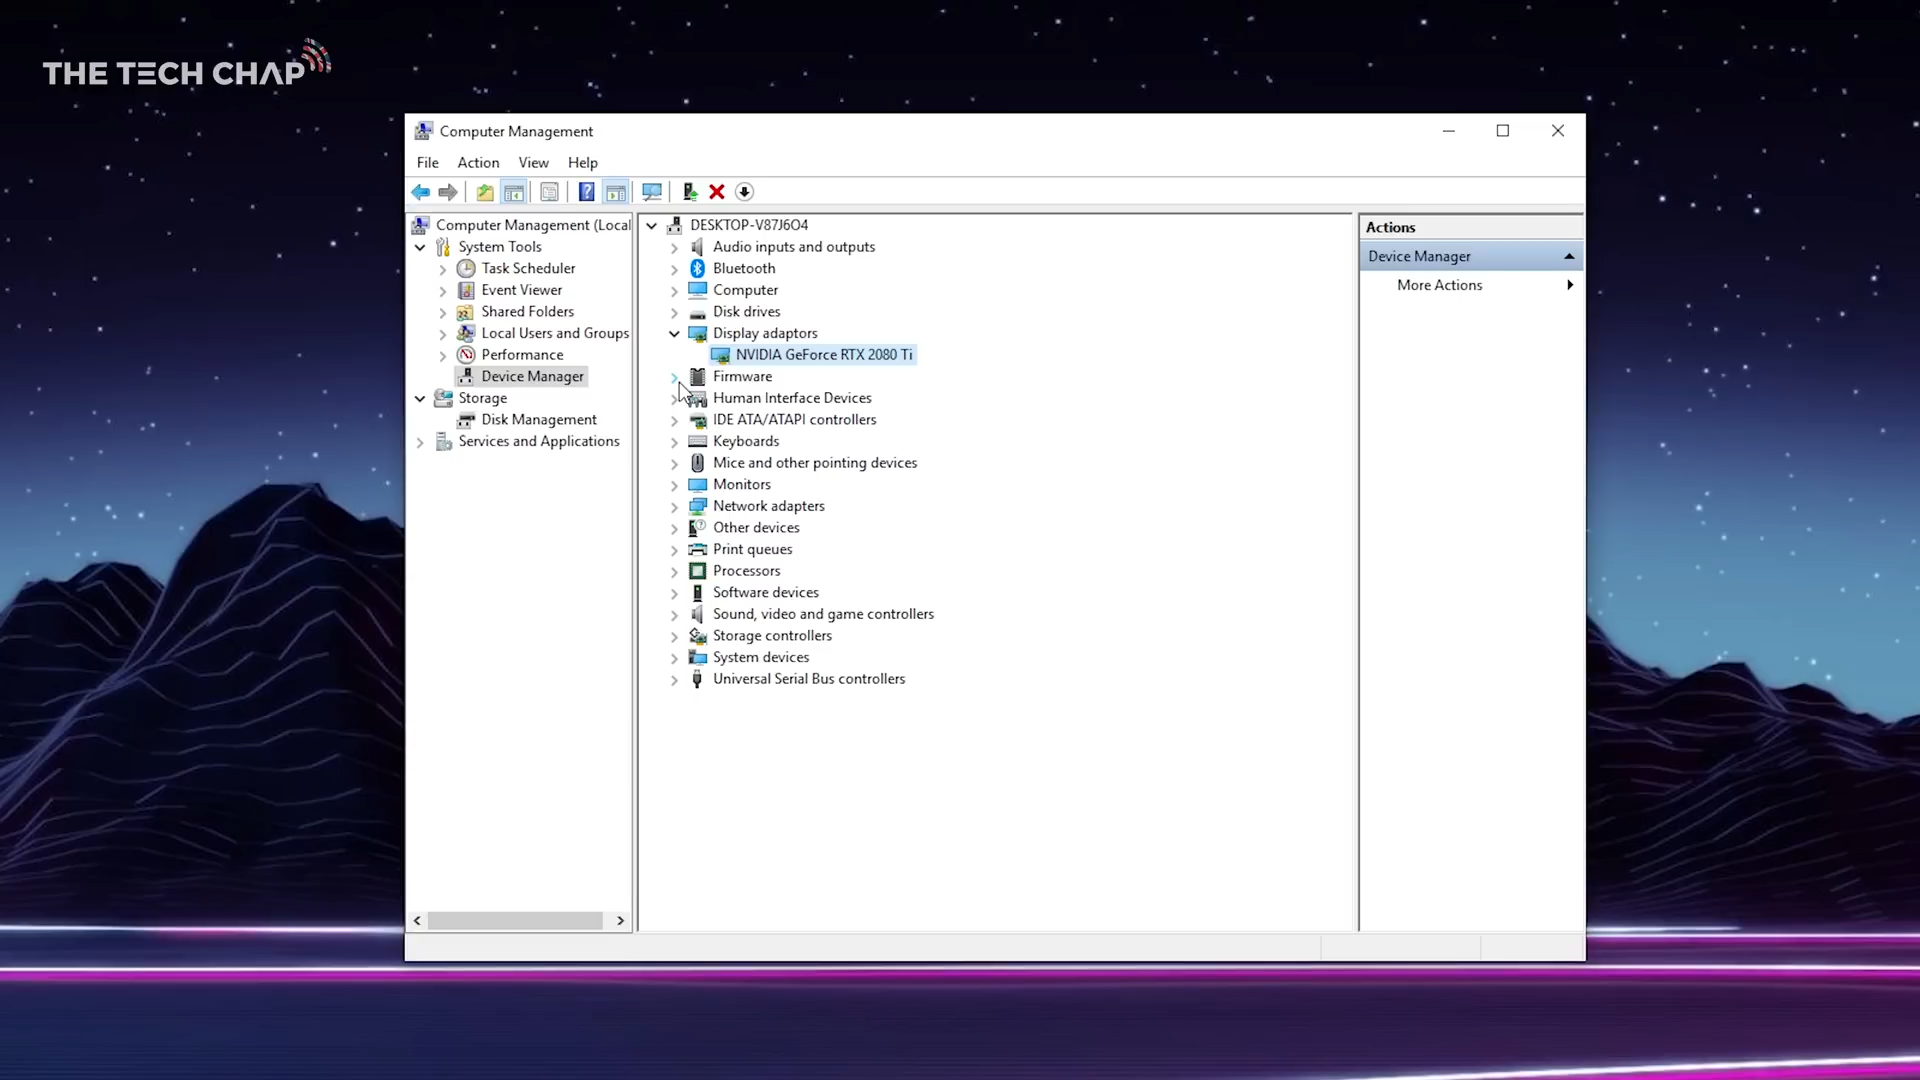 THE TECH CHAP
Computer Management
File Action View Help
Computer Management (Local
System Tools
Task Scheduler
Event Viewer
Shared Folders
Local Users and Groups
Performance
Device Manager
Storage
Disk Management
Services and Applications
DESKTOP-V87J6O4
Audio inputs and outputs
Bluetooth
Computer
Disk drives
Display adaptors
NVIDIA GeForce RTX 2080 Ti
Firmware
Human Interface Devices
IDE ATA/ATAPI controllers
Keyboards
Mice and other pointing devices
Monitors
Network adapters
Other devices
Print queues
Processors
Software devices
Sound, video and game controllers
Storage controllers
System devices
Universal Serial Bus controllers
Actions
Device Manager
More Actions